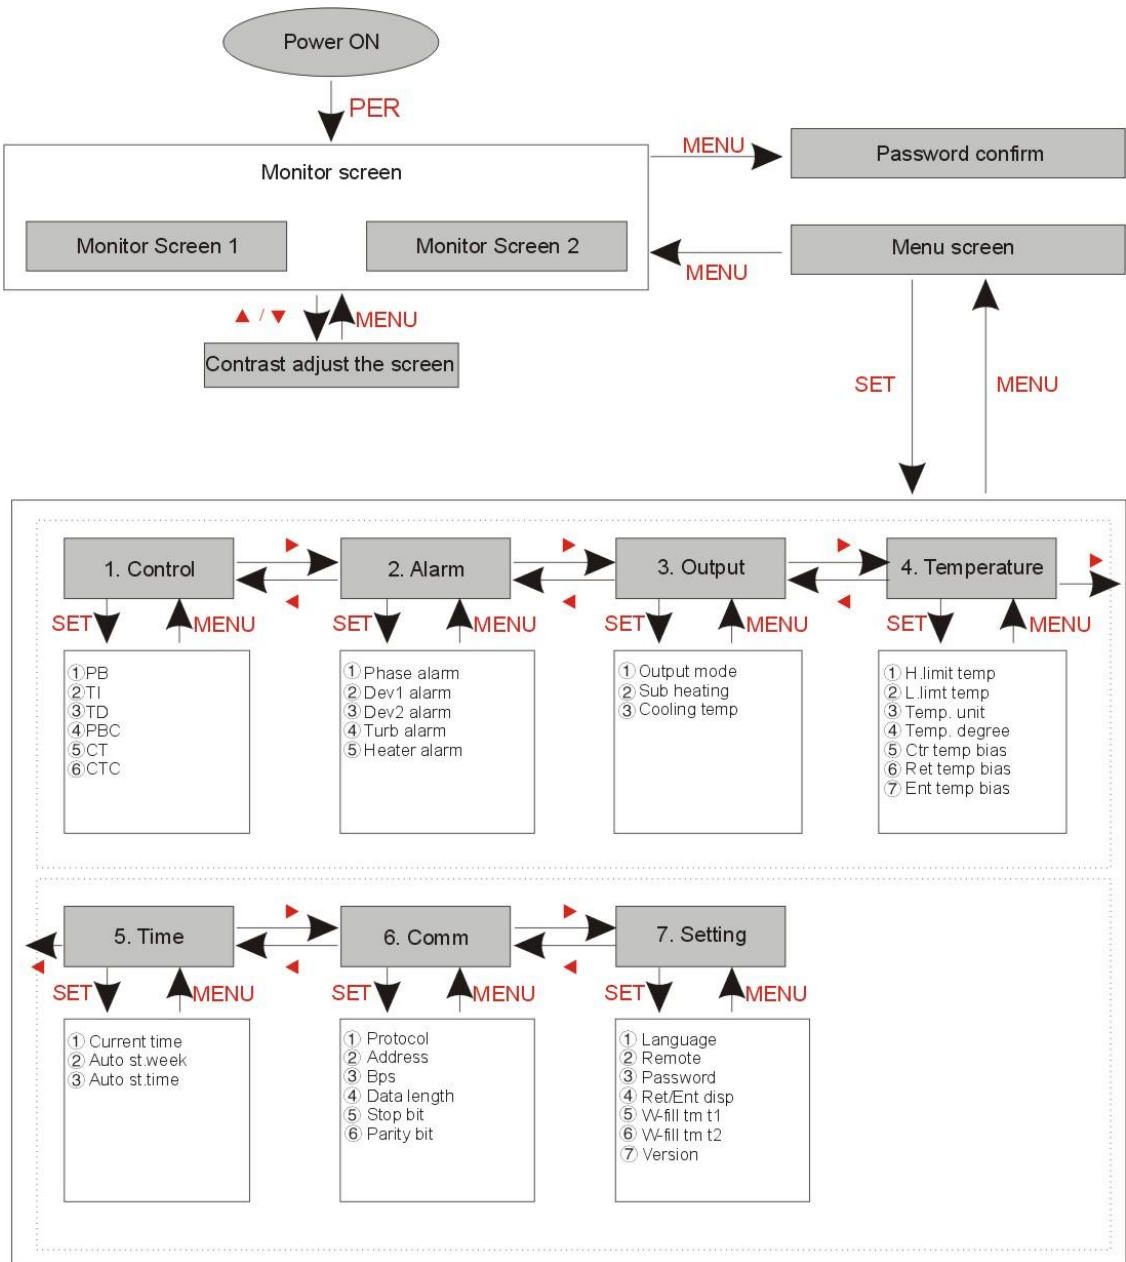 Power ON
PER
Monitor screen
Monitor Screen 1
Monitor Screen 2
MENU
Password confirm
MENU
Menu screen
▲ / ▼
MENU
Contrast adjust the screen
SET
MENU
1. Control
▶
◀
2. Alarm
▶
◀
3. Output
▶
◀
4. Temperature
▶
SET
MENU
SET
MENU
SET
MENU
SET
MENU
①PB
②TI
③TD
④PBC
⑤CT
⑥CTC
① Phase alarm
② Dev1 alarm
③ Dev2 alarm
④ Turb alarm
⑤ Heater alarm
① Output mode
② Sub heating
③ Cooling temp
① H.limit temp
② L.limt temp
③ Temp. unit
④ Temp. degree
⑤ Ctr temp bias
⑥ Ret temp bias
⑦ Ent temp bias
◀
5. Time
▶
◀
6. Comm
▶
◀
7. Setting
SET
MENU
SET
MENU
SET
MENU
① Current time
② Auto st.week
③ Auto st.time
① Protocol
② Address
③ Bps
④ Data length
⑤ Stop bit
⑥ Parity bit
① Language
② Remote
③ Password
④ Ret/Ent disp
⑤ W-fill tm t1
⑥ W-fill tm t2
⑦ Version